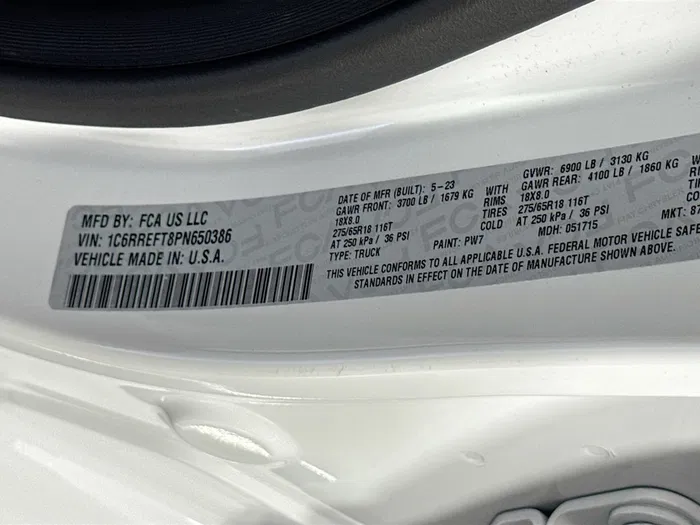 MFD BY: FCA US LLC
VIN: 1C6RREFT8PN650386
VEHICLE MADE IN: U.S.A.
DATE OF MFR (BUILT): 5-23
GAWR FRONT: 3700 LB / 1679 KG WITH
18X8.0 RIMS
275/65R18 116T TIRES
AT 250 kPa / 36 PSI COLD
TYPE: TRUCK PAINT: PW7
GVWR: 6900 LB / 3130 KG
GAWR REAR: 4100 LB / 1860 KG
18X8.0
275/65R18 116T
AT 250 kPa / 36 PSI
MDH: 051715 MKT:
THIS VEHICLE CONFORMS TO ALL APPLICABLE U.S.A. FEDERAL MOTOR VEHICLE
STANDARDS IN EFFECT ON THE DATE OF MANUFACTURE SHOWN ABOVE.